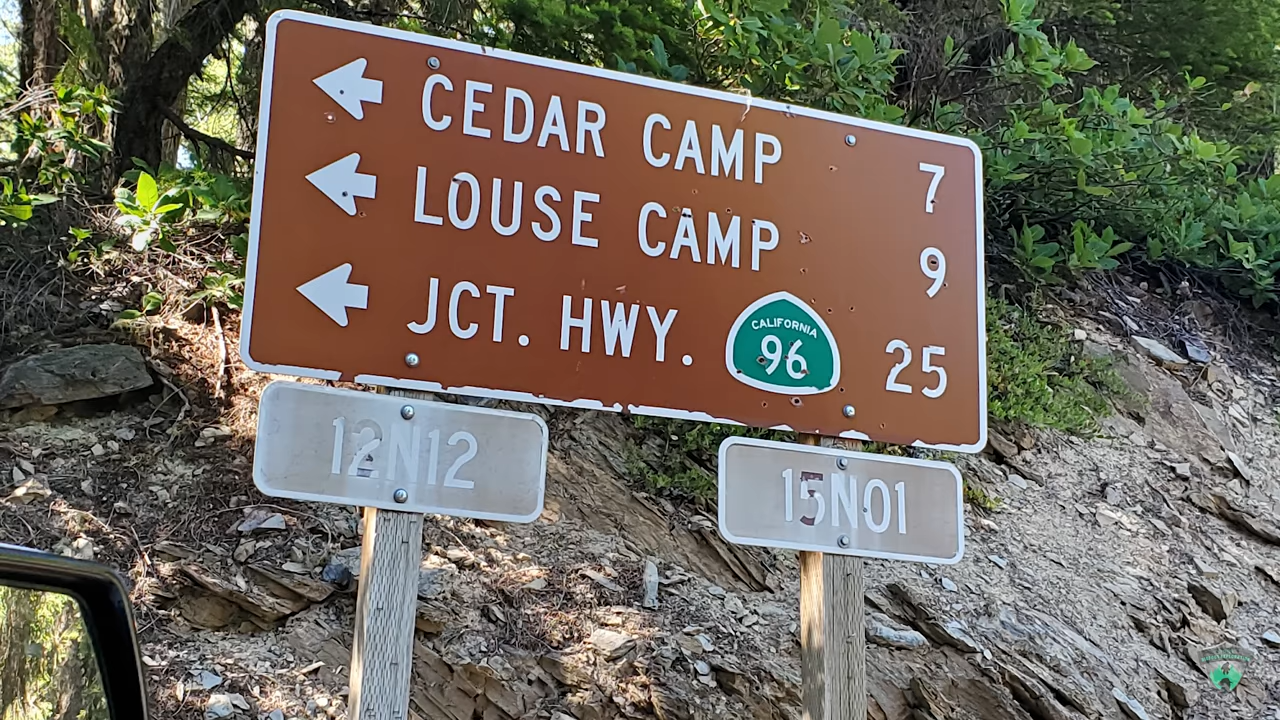 CEDAR CAMP 7
LOUSE CAMP 9
JCT. HWY. CALIFORNIA 96 25
12N12
15N01